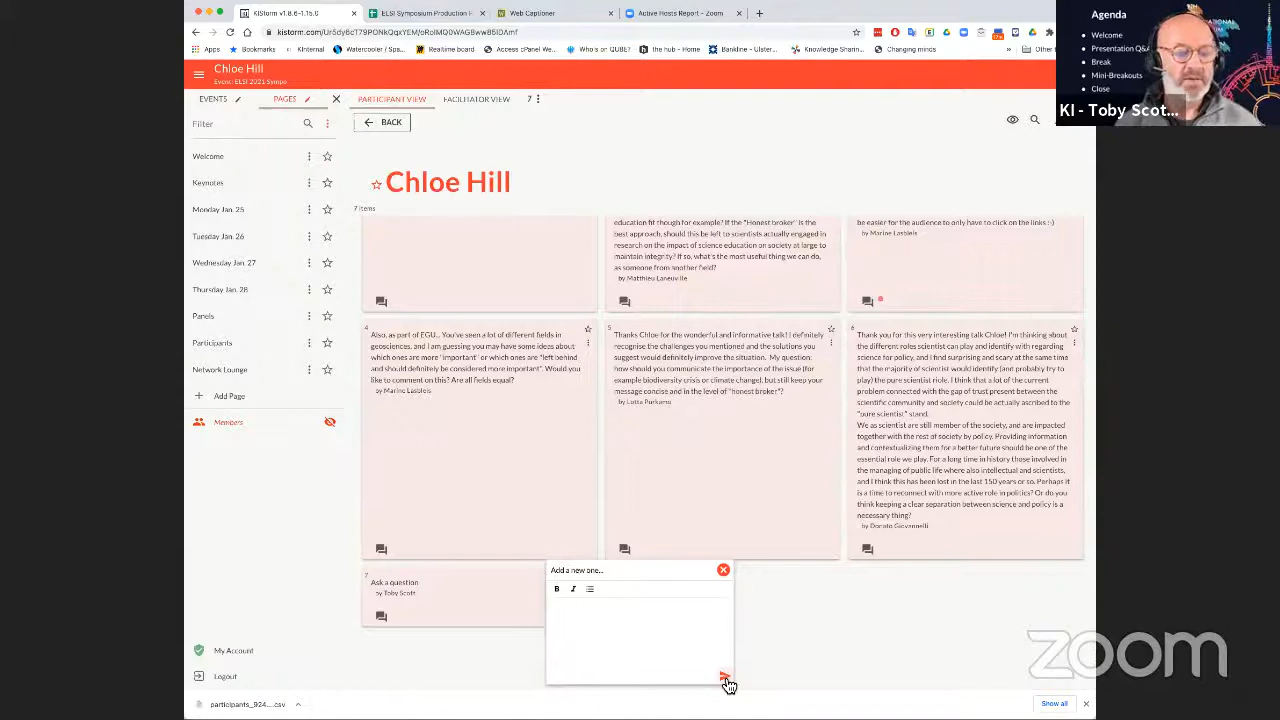 KIStorm v1.8.6-1.15.0
ELSI Symposium Production H
Web Captioner
Active Hosts Report - Zoom
Apps
Bookmarks
KInternal
Watercooler / Spa...
Realtime board
Access cPanel We...
Who's on QUBE?
the hub - Home
Bankline - Ulster...
Knowledge Sharin...
Changing minds
Chloe Hill
Event: ELSI 2021 Sympo
EVENTS
PAGES
PARTICIPANT VIEW
FACILITATOR VIEW
7
Filter
BACK
Welcome
Keynotes
Monday Jan. 25
Tuesday Jan. 26
Wednesday Jan. 27
Thursday Jan. 28
Panels
Participants
Network Lounge
Add Page
Members
My Account
Logout
Chloe Hill
7 items
education fit though for example? If the "Honest broker" is the
best approach, should this be left to scientists actually engaged in
research on the impact of science education on society at large to
maintain integrity? If so, what's the most useful thing we can do,
as someone from another field?
by Matthieu Laneuville
be easier for the audience to only have to click on the links :-)
by Marine Lasbleis
4
Also, as part of EGU... You've seen a lot of different fields in
geosciences, and I am guessing you may have some ideas about
which ones are more "important" or which ones are "left behind
and should definitely be considered more important". Would you
like to comment on this? Are all fields equal?
by Marine Lasbleis
5
Thanks Chloe for the wonderful and informative talk! I definitely
recognise the challenges you mentioned and the solutions you
suggest would definitely improve the situation. My question:
how should you communicate the importance of the issue (for
example biodiversity crisis or climate change), but still keep your
message concise and in the level of "honest broker"?
by Lotta Purkamo
6
Thank you for this very interesting talk Chloe! I'm thinking about
the different roles scientist can play and identify with regarding
science for policy, and I find surprising and scary at the same time
that the majority of scientist would identify (and probably try to
play) the pure scientist riole. I think that a lot of the current
problem connected with the gap of trust present between the
scientific community and society could be actually ascribed to the
"pure scientist" stand.
We as scientist are still member of the society, and are impacted
together with the rest of society by policy. Providing information
and contextualizing them for a better future should be one of the
essential role we play. For a long time in history those involved in
the managing of public life where also intellectual and scientists,
and I think this has been lost in the last 150 years or so. Perhaps it
is a time to reconnect with more active role in politics? Or do you
think keeping a clear separation between science and policy is a
necessary thing?
by Donato Giovannelli
7
Ask a question
by Toby Scott
Add a new one...
B I
participants_924....csv
Show all
Agenda
Welcome
Presentation Q&A
Break
Mini-Breakouts
Close
KI - Toby Scot...
zoom